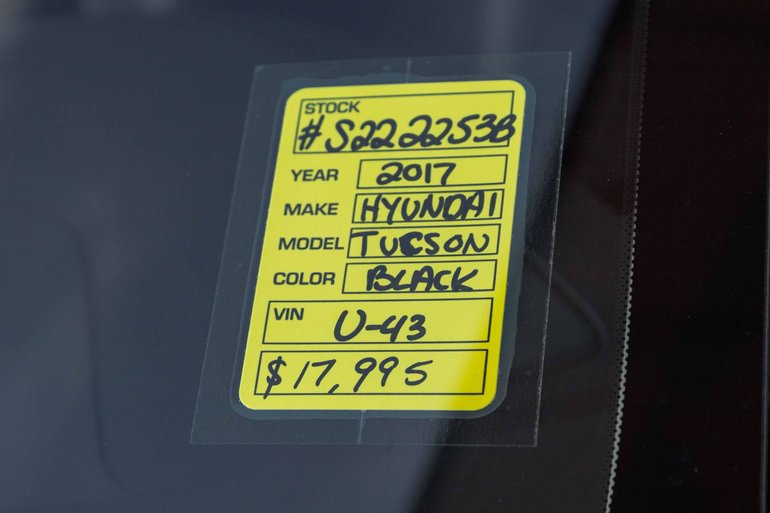 STOCK
#S222253B
YEAR 2017
MAKE HYUNDAI
MODEL TUCSON
COLOR BLACK
VIN U-43
$17,995